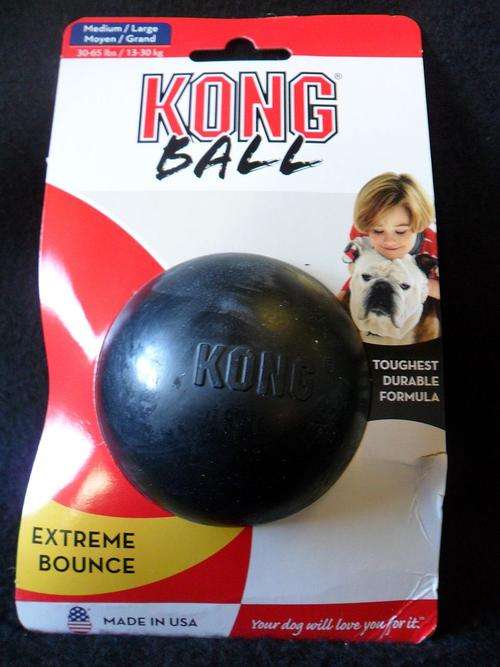 Medium / Large
Moyen / Grand
30-65 lbs. / 13-30 kg
KONG®
BALL
KONG
TOUGHEST
DURABLE
FORMULA
EXTREME
BOUNCE
MADE IN USA
Your dog will love you for it.™